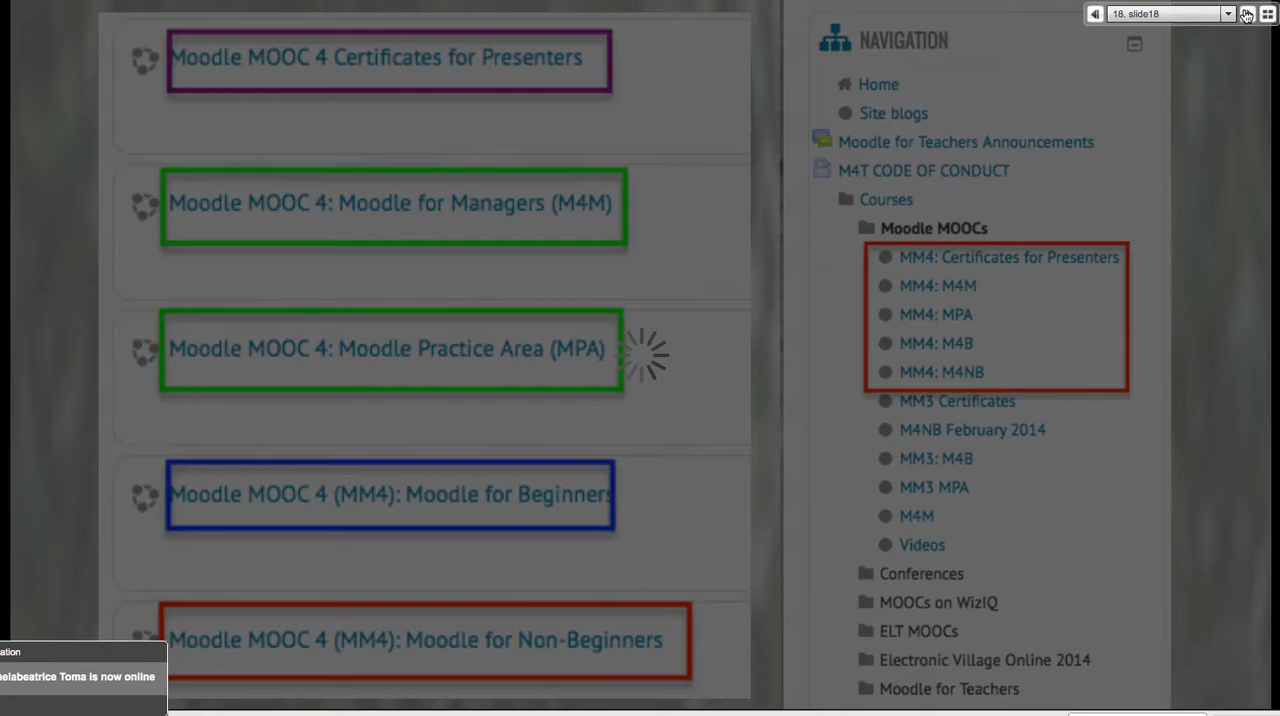 18. slide18
Moodle MOOC 4 Certificates for Presenters
Moodle MOOC 4: Moodle for Managers (M4M)
Moodle MOOC 4: Moodle Practice Area (MPA)
Moodle MOOC 4 (MM4): Moodle for Beginners
Moodle MOOC 4 (MM4): Moodle for Non-Beginners
NAVIGATION
Home
Site blogs
Moodle for Teachers Announcements
M4T CODE OF CONDUCT
Courses
Moodle MOOCs
MM4: Certificates for Presenters
MM4: M4M
MM4: MPA
MM4: M4B
MM4: M4NB
MM3 Certificates
M4NB February 2014
MM3: M4B
MM3 MPA
M4M
Videos
Conferences
MOOCs on WizIQ
ELT MOOCs
Electronic Village Online 2014
Moodle for Teachers
ation
nelabeatrice Toma is now online